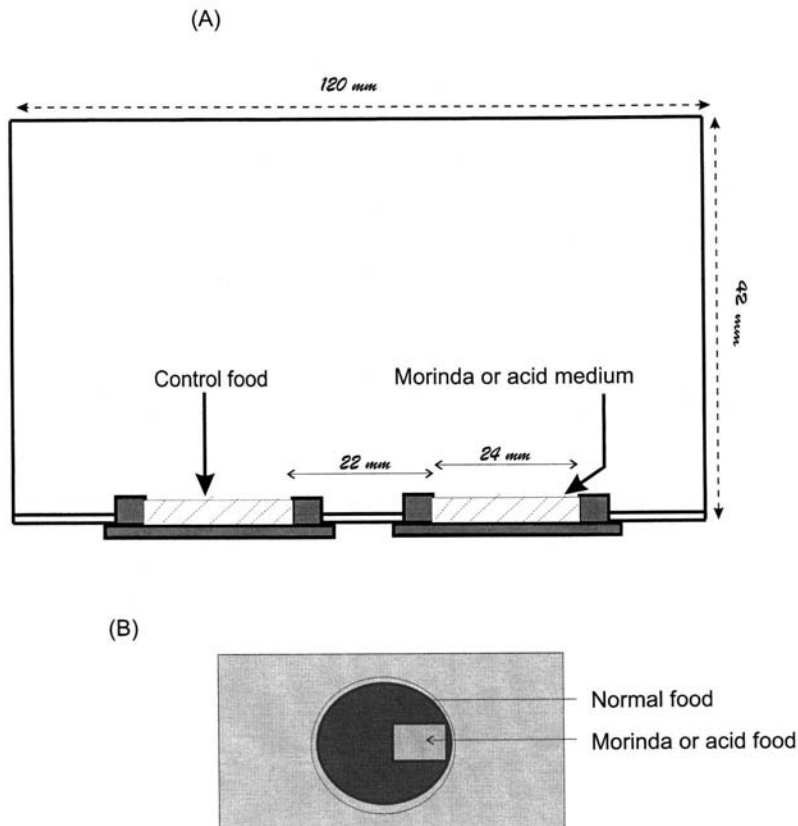 (A)
120 mm
42 mm
Control food
Morinda or acid medium
22 mm
24 mm
(B)
Normal food
Morinda or acid food